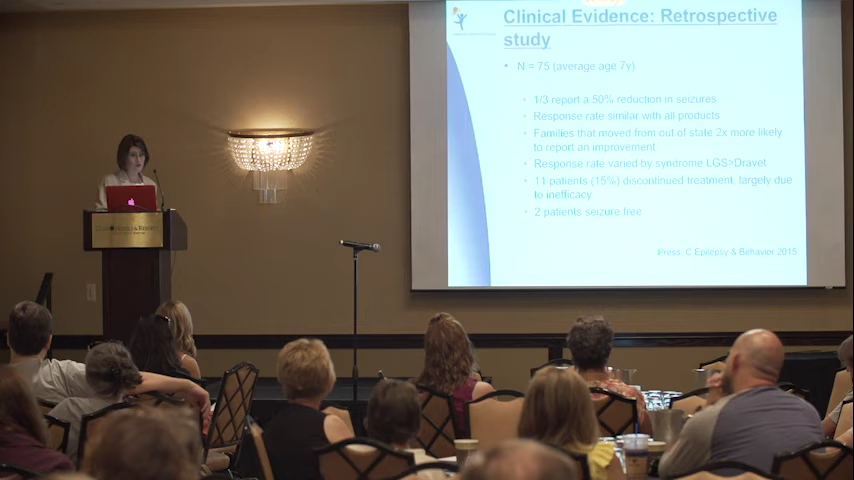 Clinical Evidence: Retrospective
study
• N = 75 (average age 7y)
• 1/3 report a 50% reduction in seizures
• Response rate similar with all products
• Families that moved from out of state 2x more likely
to report an improvement
• Response rate varied by syndrome LGS>Dravet
• 11 patients (15%) discontinued treatment, largely due
to inefficacy
• 2 patients seizure free
Press, C Epilepsy & Behavior 2015